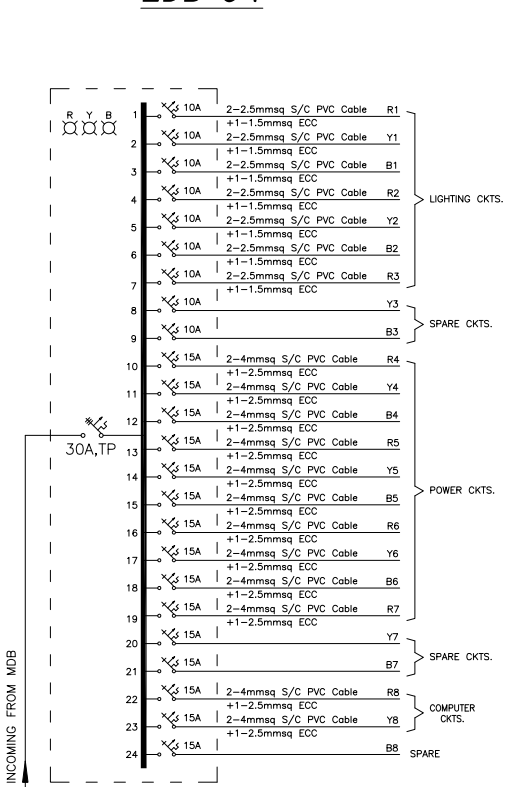 R Y B
1 10A 2-2.5mmsq S/C PVC Cable R1
+1-1.5mmsq ECC
2 10A 2-2.5mmsq S/C PVC Cable Y1
+1-1.5mmsq ECC
3 10A 2-2.5mmsq S/C PVC Cable B1
+1-1.5mmsq ECC
4 10A 2-2.5mmsq S/C PVC Cable R2
LIGHTING CKTS.
+1-1.5mmsq ECC
5 10A 2-2.5mmsq S/C PVC Cable Y2
+1-1.5mmsq ECC
6 10A 2-2.5mmsq S/C PVC Cable B2
+1-1.5mmsq ECC
7 10A 2-2.5mmsq S/C PVC Cable R3
+1-1.5mmsq ECC
8 10A Y3
SPARE CKTS.
9 10A B3
10 15A 2-4mmsq S/C PVC Cable R4
+1-2.5mmsq ECC
11 15A 2-4mmsq S/C PVC Cable Y4
+1-2.5mmsq ECC
12 15A 2-4mmsq S/C PVC Cable B4
+1-2.5mmsq ECC
30A,TP
13 15A 2-4mmsq S/C PVC Cable R5
+1-2.5mmsq ECC
14 15A 2-4mmsq S/C PVC Cable Y5
+1-2.5mmsq ECC
POWER CKTS.
15 15A 2-4mmsq S/C PVC Cable B5
+1-2.5mmsq ECC
16 15A 2-4mmsq S/C PVC Cable R6
+1-2.5mmsq ECC
17 15A 2-4mmsq S/C PVC Cable Y6
+1-2.5mmsq ECC
18 15A 2-4mmsq S/C PVC Cable B6
+1-2.5mmsq ECC
19 15A 2-4mmsq S/C PVC Cable R7
+1-2.5mmsq ECC
20 15A Y7
SPARE CKTS.
21 15A B7
22 15A 2-4mmsq S/C PVC Cable R8
+1-2.5mmsq ECC
COMPUTER
CKTS.
23 15A 2-4mmsq S/C PVC Cable Y8
+1-2.5mmsq ECC
24 15A B8 SPARE
INCOMING FROM MDB